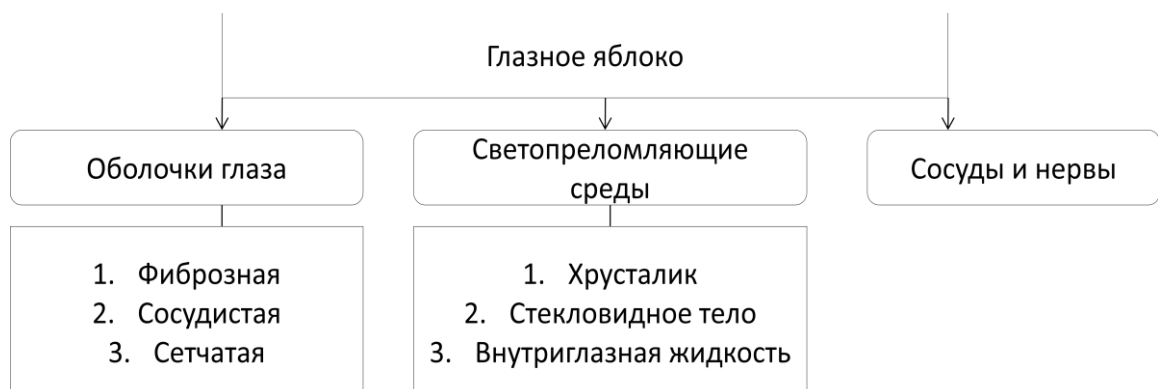 Глазное яблоко
Оболочки глаза
Светопреломляющие
среды
Сосуды и нервы
1. Фиброзная
2. Сосудистая
3. Сетчатая
1. Хрусталик
2. Стекловидное тело
3. Внутриглазная жидкость